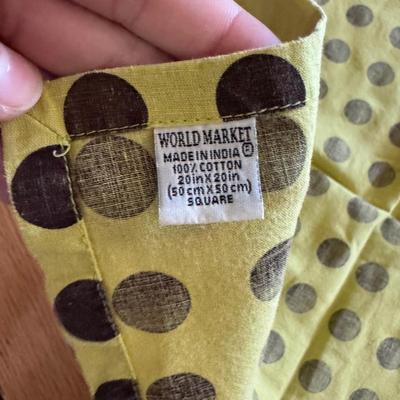 WORLD MARKET
MADE IN INDIA
100% COTTON
20in X 20in
(50cm X 50cm)
SQUARE